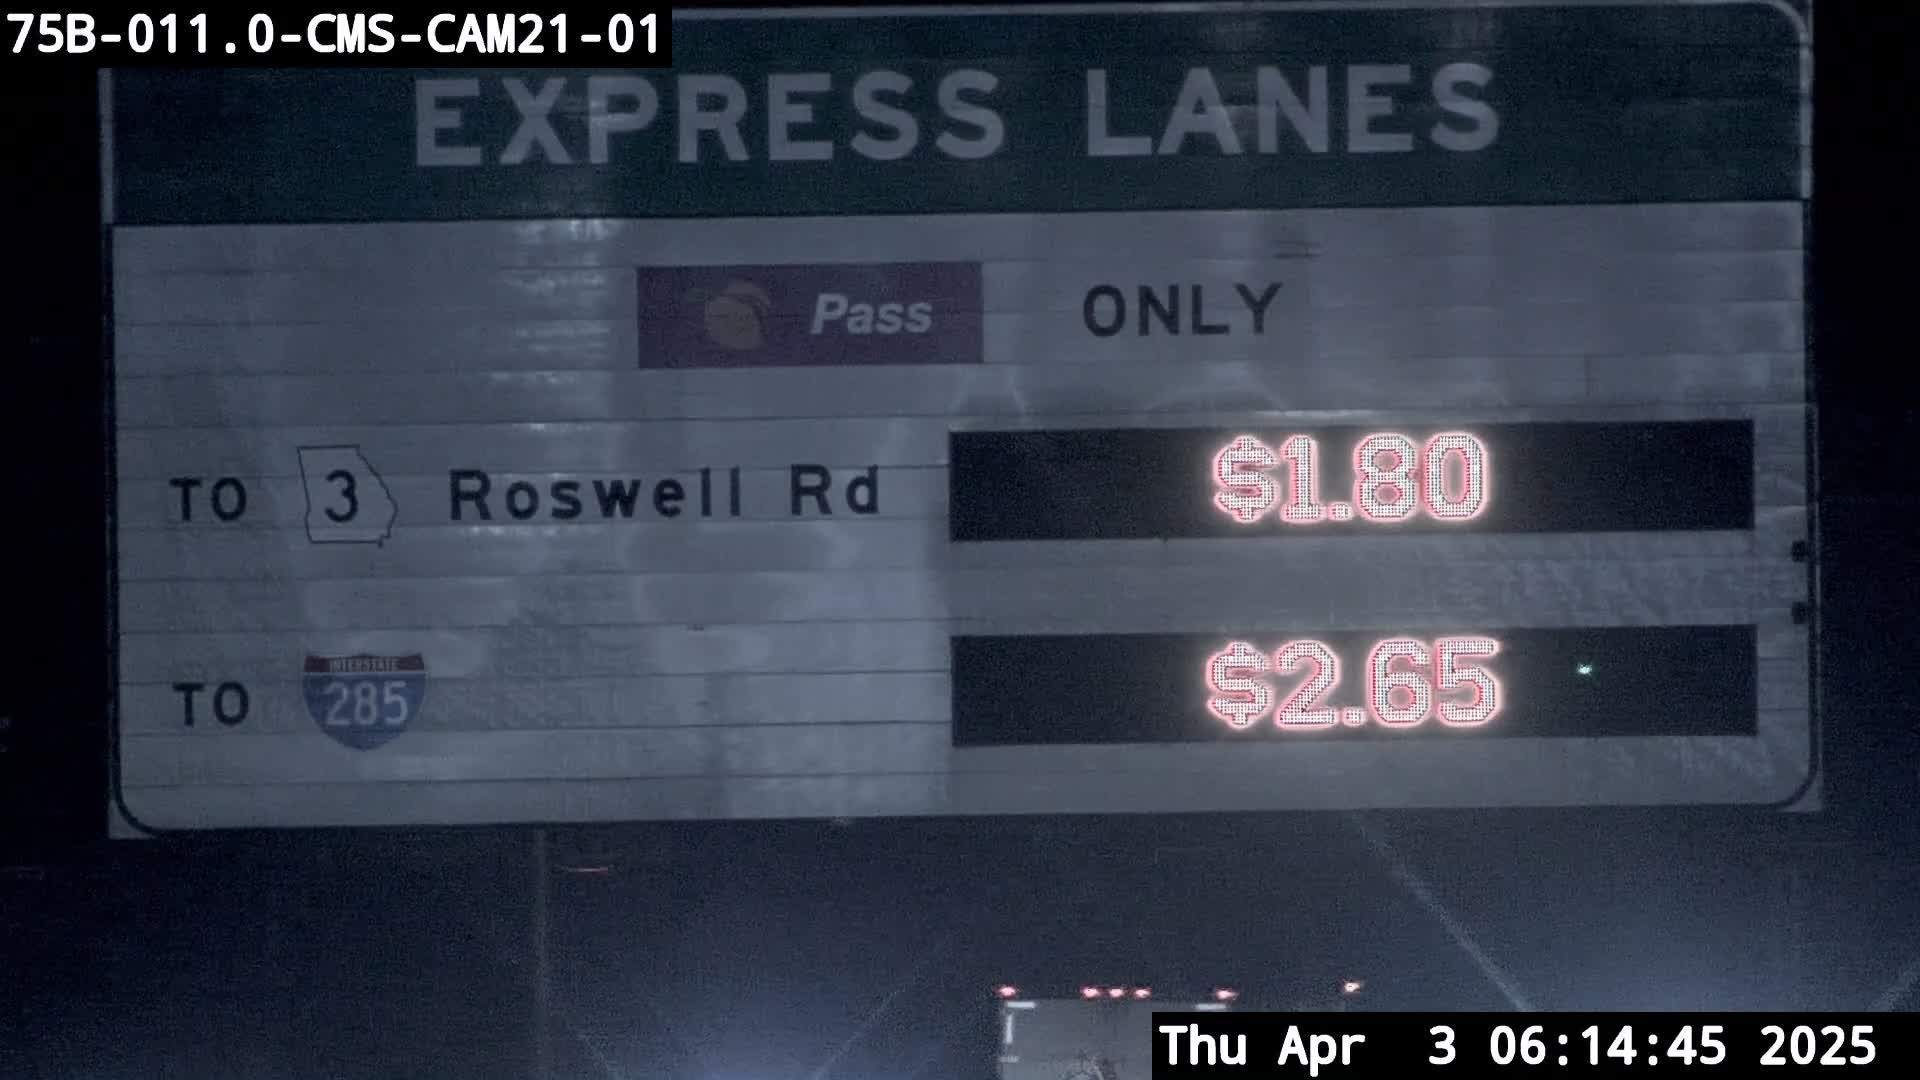 75B-011.0-CMS-CAM21-01
EXPRESS LANES
Pass ONLY
TO 3 Roswell Rd $1.80
INTERSTATE
TO 285 $2.65
Thu Apr 3 06:14:45 2025